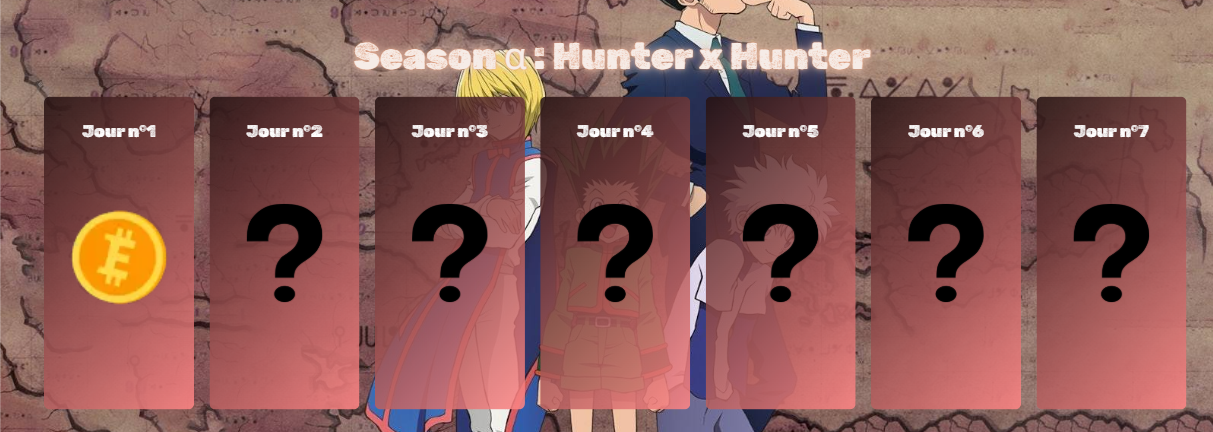 Season α : Hunter x Hunter
Jour n°1
Jour n°2
Jour n°3
Jour n°4
Jour n°5
Jour n°6
Jour n°7
?
?
?
?
?
?